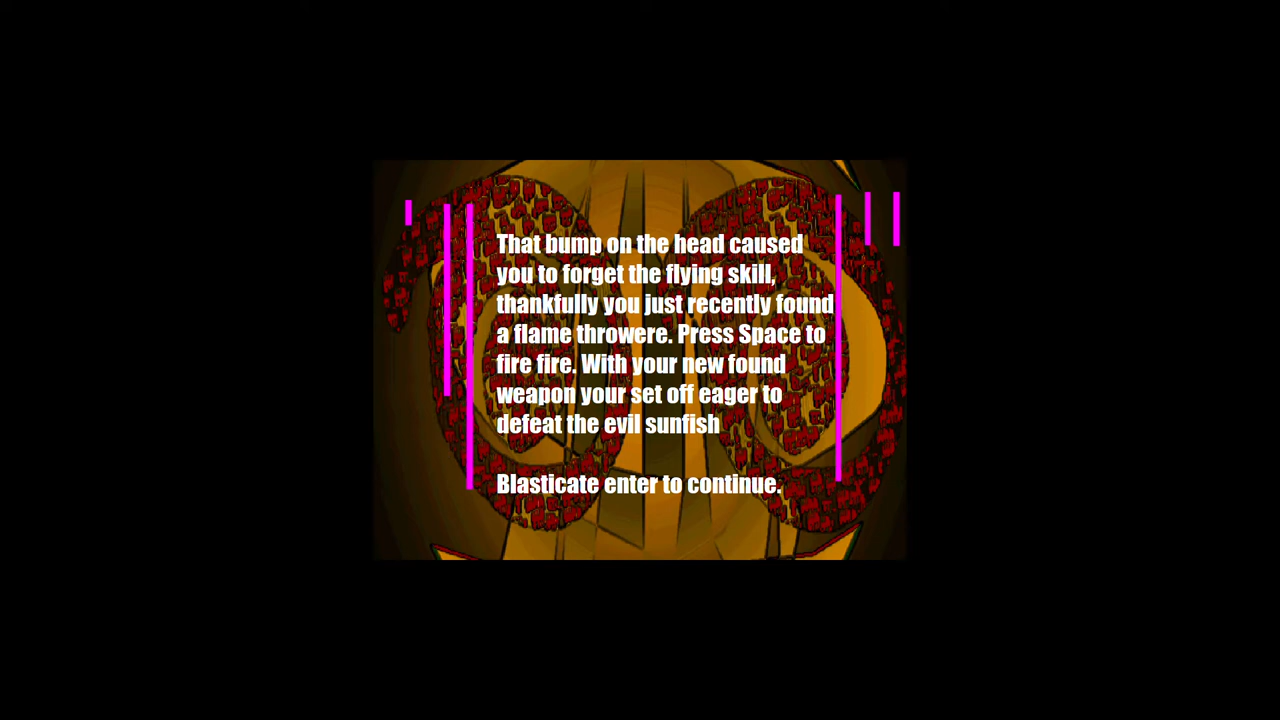 That bump on the head caused
you to forget the flying skill,
thankfully you just recently found
a flame throwere. Press Space to
fire fire. With your new found
weapon your set off eager to
defeat the evil sunfish
Blasticate enter to continue.